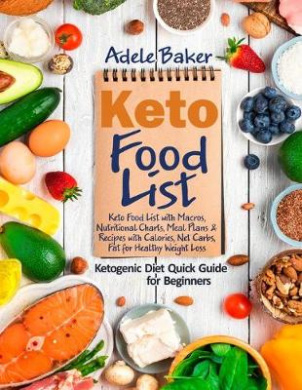 Adele Baker
Keto
Food
List
Keto Food List with Macros,
Nutritional Charts, Meal Plans &
Recipes with Calories, Net Carbs,
Fat for Healthy Weight Loss
Ketogenic Diet Quick Guide
for Beginners